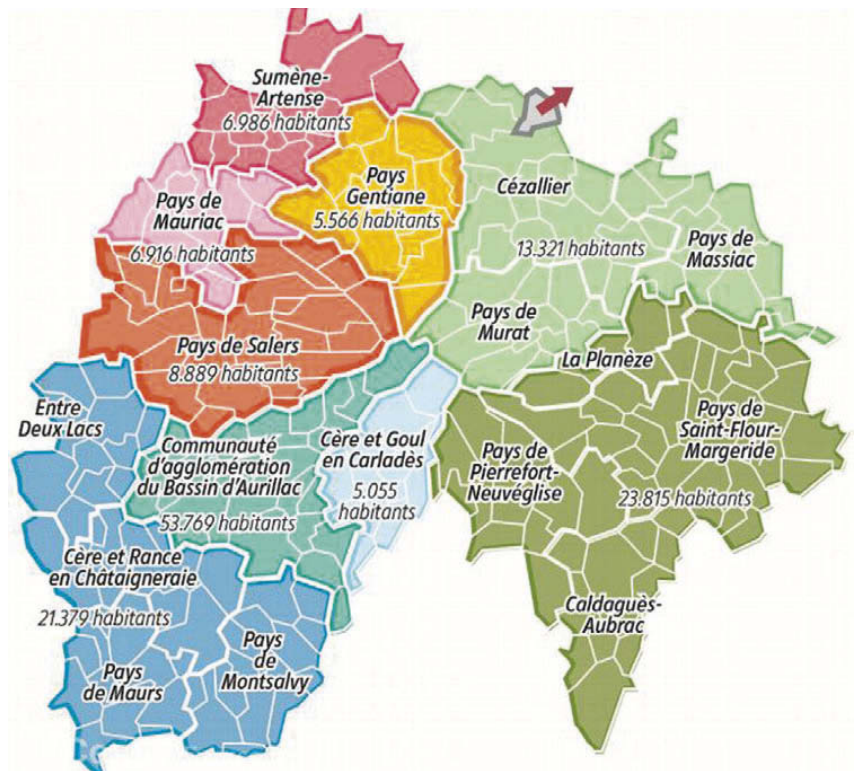 Sumène-
Artense
6.986 habitants
Pays
Gentiane
5.566 habitants
Cézallier
13.321 habitants
Pays de
Massiac
Pays de
Mauriac
6.916 habitants
Pays de
Murat
Pays de Salers
8.889 habitants
La Planèze
Entre
Deux Lacs
Communauté
d'agglomération
du Bassin d'Aurillac
53.769 habitants
Cère et Goul
en Carladès
5.055
habitants
Pays de
Pierrefort-
Neuvéglise
Pays de
Saint-Flour-
Margeride
23.815 habitants
Cère et Rance
en Châtaigneraie
21.379 habitants
Caldaguès-
Aubrac
Pays
de Maurs
Pays
de
Montsalvy